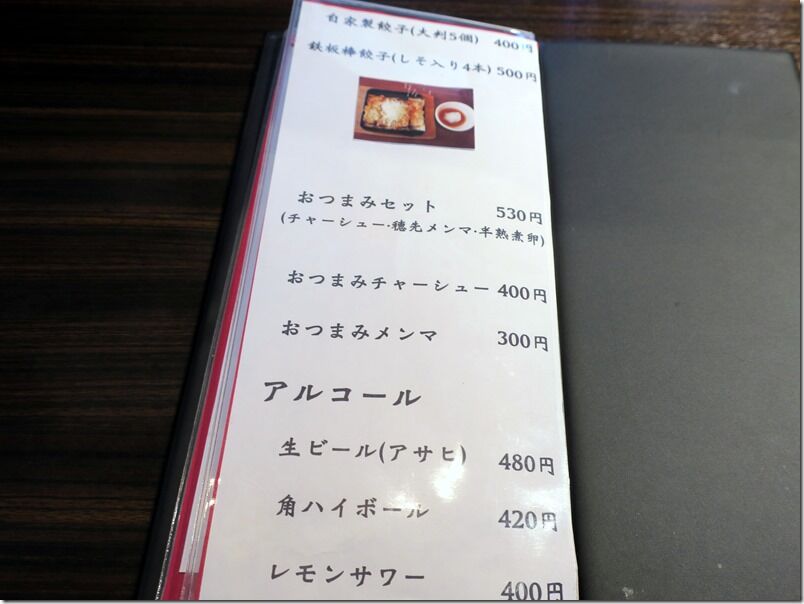 自家製餃子(大判5個) 400円
鉄板棒餃子(しそ入り4本) 500円
おつまみセット 530円
(チャーシュー・穂先メンマ・半熟煮卵)
おつまみチャーシュー 400円
おつまみメンマ 300円
アルコール
生ビール(アサヒ) 480円
角ハイボール 420円
レモンサワー 400円